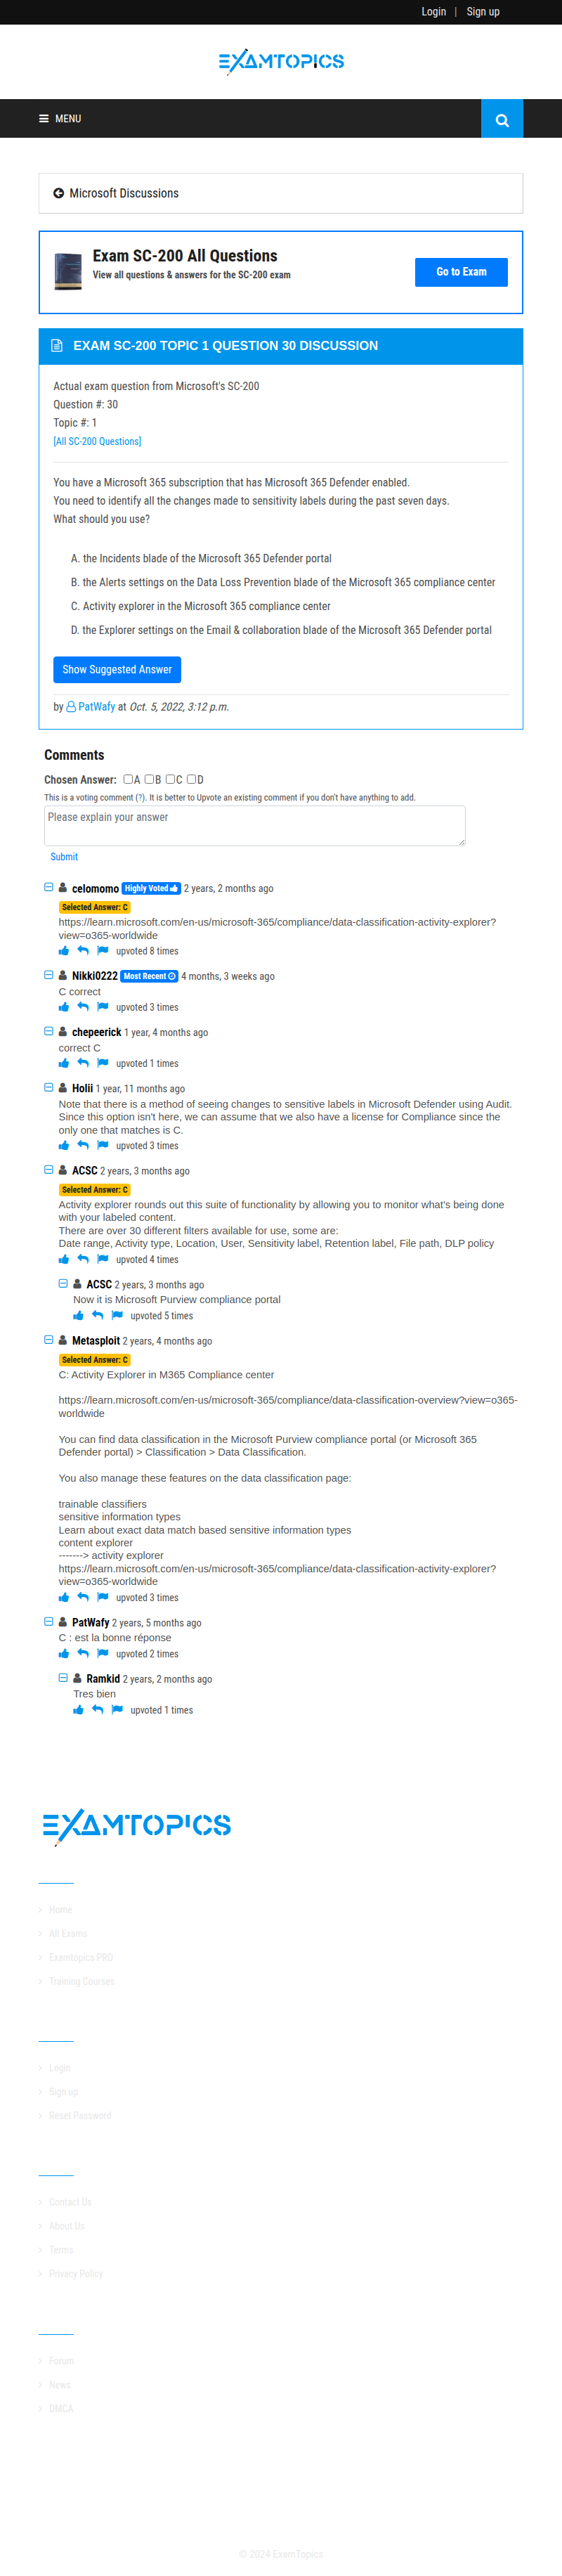 Login | Sign up
EXAMTOPICS
MENU
Microsoft Discussions
Exam SC-200 All Questions
View all questions & answers for the SC-200 exam
Go to Exam
EXAM SC-200 TOPIC 1 QUESTION 30 DISCUSSION
Actual exam question from Microsoft's SC-200
Question #: 30
Topic #: 1
[All SC-200 Questions]
You have a Microsoft 365 subscription that has Microsoft 365 Defender enabled.
You need to identify all the changes made to sensitivity labels during the past seven days.
What should you use?
A. the Incidents blade of the Microsoft 365 Defender portal
B. the Alerts settings on the Data Loss Prevention blade of the Microsoft 365 compliance center
C. Activity explorer in the Microsoft 365 compliance center
D. the Explorer settings on the Email & collaboration blade of the Microsoft 365 Defender portal
Show Suggested Answer
by PatWafy at Oct. 5, 2022, 3:12 p.m.
Comments
Chosen Answer: A B C D
This is a voting comment (?). It is better to Upvote an existing comment if you don't have anything to add.
Please explain your answer
Submit
celomomo Highly Voted 2 years, 2 months ago
Selected Answer: C
https://learn.microsoft.com/en-us/microsoft-365/compliance/data-classification-activity-explorer?
view=o365-worldwide
upvoted 8 times
Nikki0222 Most Recent 4 months, 3 weeks ago
C correct
upvoted 3 times
chepeerick 1 year, 4 months ago
correct C
upvoted 1 times
Holii 1 year, 11 months ago
Note that there is a method of seeing changes to sensitive labels in Microsoft Defender using Audit.
Since this option isn't here, we can assume that we also have a license for Compliance since the
only one that matches is C.
upvoted 3 times
ACSC 2 years, 3 months ago
Selected Answer: C
Activity explorer rounds out this suite of functionality by allowing you to monitor what's being done
with your labeled content.
There are over 30 different filters available for use, some are:
Date range, Activity type, Location, User, Sensitivity label, Retention label, File path, DLP policy
upvoted 4 times
ACSC 2 years, 3 months ago
Now it is Microsoft Purview compliance portal
upvoted 5 times
Metasploit 2 years, 4 months ago
Selected Answer: C
C: Activity Explorer in M365 Compliance center
https://learn.microsoft.com/en-us/microsoft-365/compliance/data-classification-overview?view=o365-
worldwide
You can find data classification in the Microsoft Purview compliance portal (or Microsoft 365
Defender portal) > Classification > Data Classification.
You also manage these features on the data classification page:
trainable classifiers
sensitive information types
Learn about exact data match based sensitive information types
content explorer
-------> activity explorer
https://learn.microsoft.com/en-us/microsoft-365/compliance/data-classification-activity-explorer?
view=o365-worldwide
upvoted 3 times
PatWafy 2 years, 5 months ago
C : est la bonne réponse
upvoted 2 times
Ramkid 2 years, 2 months ago
Tres bien
upvoted 1 times
EXAMTOPICS
Home
All Exams
Examtopics PRO
Training Courses
Login
Sign up
Reset Password
Contact Us
About Us
Terms
Privacy Policy
Forum
News
DMCA
© 2024 ExamTopics